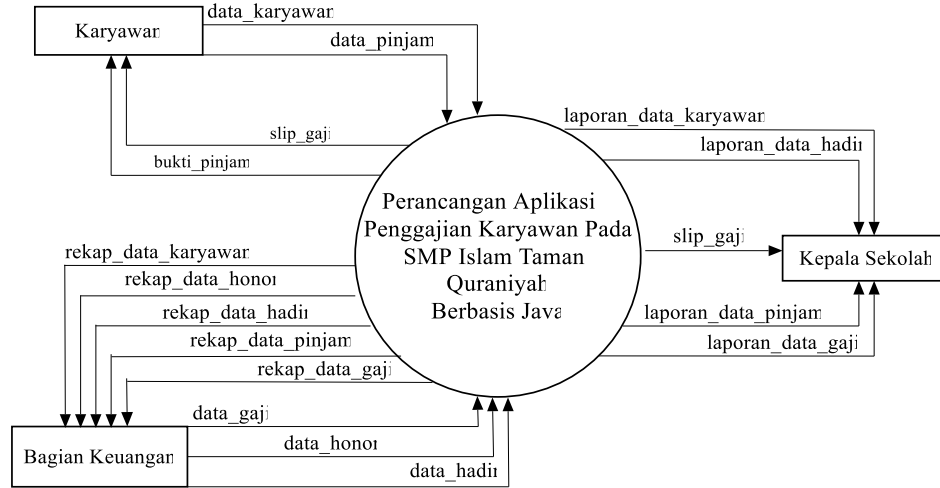 data_karyawan
Karyawan
data_pinjam
slip_gaji
bukti_pinjam
laporan_data_karyawan
laporan_data_hadir
Perancangan Aplikasi
Penggajian Karyawan Pada
SMP Islam Taman
Quraniyah
Berbasis Java
slip_gaji
Kepala Sekolah
rekap_data_karyawan
rekap_data_honor
rekap_data_hadir
rekap_data_pinjam
rekap_data_gaji
laporan_data_pinjam
laporan_data_gaji
data_gaji
data_honor
data_hadir
Bagian Keuangan